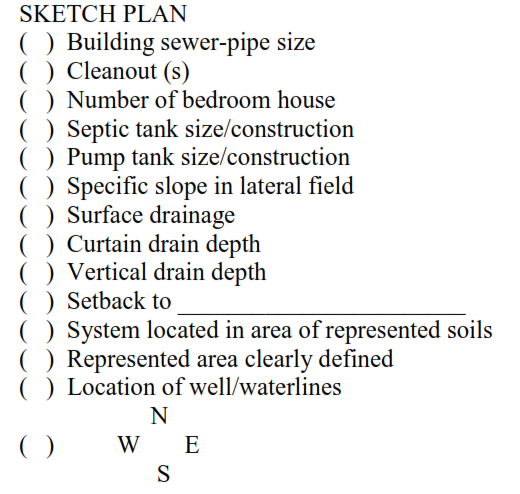 SKETCH PLAN
( ) Building sewer-pipe size
( ) Cleanout (s)
( ) Number of bedroom house
( ) Septic tank size/construction
( ) Pump tank size/construction
( ) Specific slope in lateral field
( ) Surface drainage
( ) Curtain drain depth
( ) Vertical drain depth
( ) Setback to _______________________
( ) System located in area of represented soils
( ) Represented area clearly defined
( ) Location of well/waterlines
N
( ) W E
S